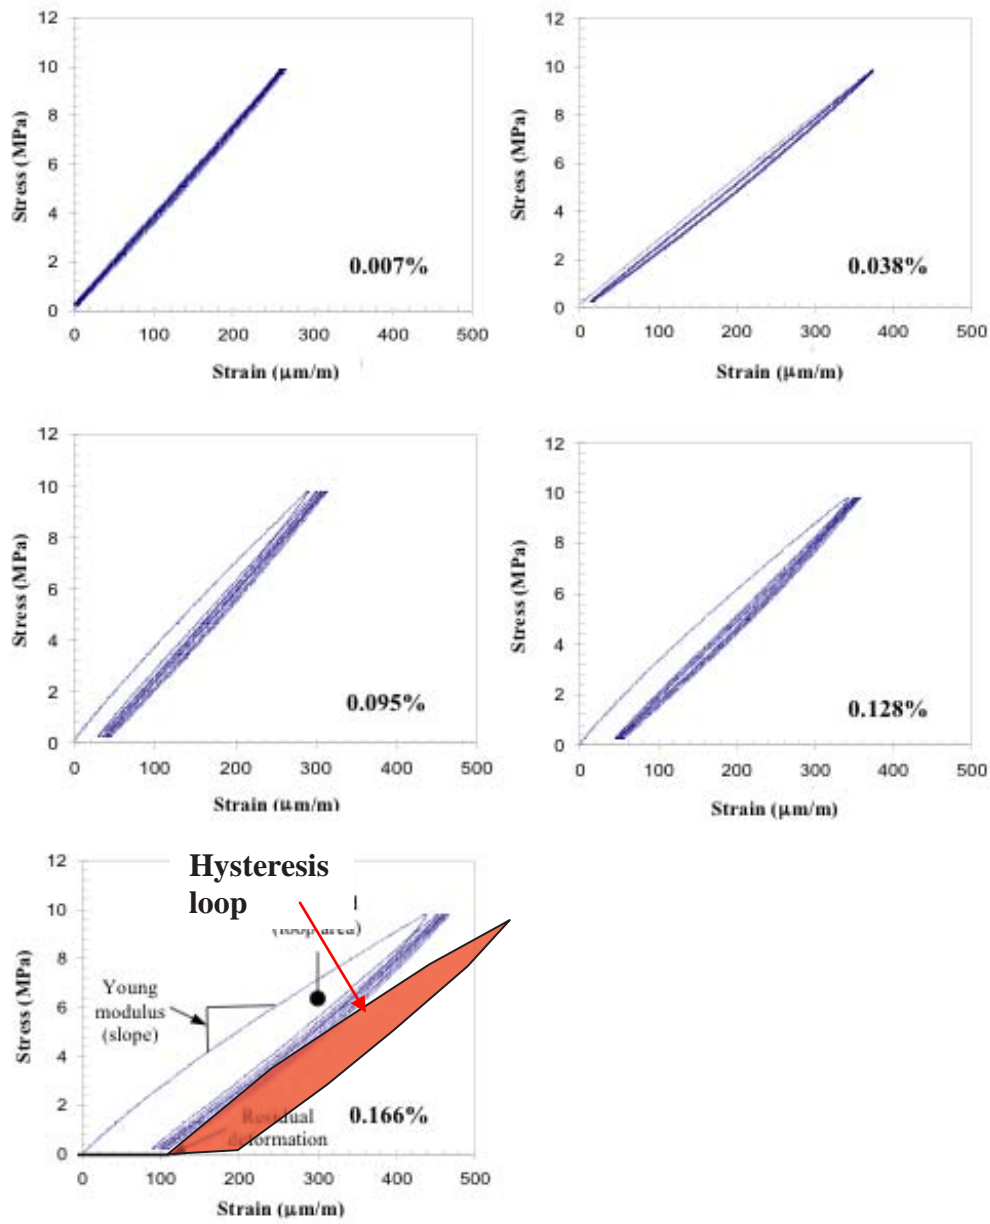 12
10
8
6
4
2
0
Stress (MPa)
0.007%
0 100 200 300 400 500
Strain (μm/m)
12
10
8
6
4
2
0
Stress (MPa)
0.038%
0 100 200 300 400 500
Strain (μm/m)
12
10
8
6
4
2
0
Stress (MPa)
0.095%
0 100 200 300 400 500
Strain (μm/m)
12
10
8
6
4
2
0
Stress (MPa)
0.128%
0 100 200 300 400 500
Strain (μm/m)
12
10
8
6
4
2
0
Stress (MPa)
Hysteresis
loop
(loop area)
Young
modulus
(slope)
Residual
deformation
0.166%
0 100 200 300 400 500
Strain (μm/m)